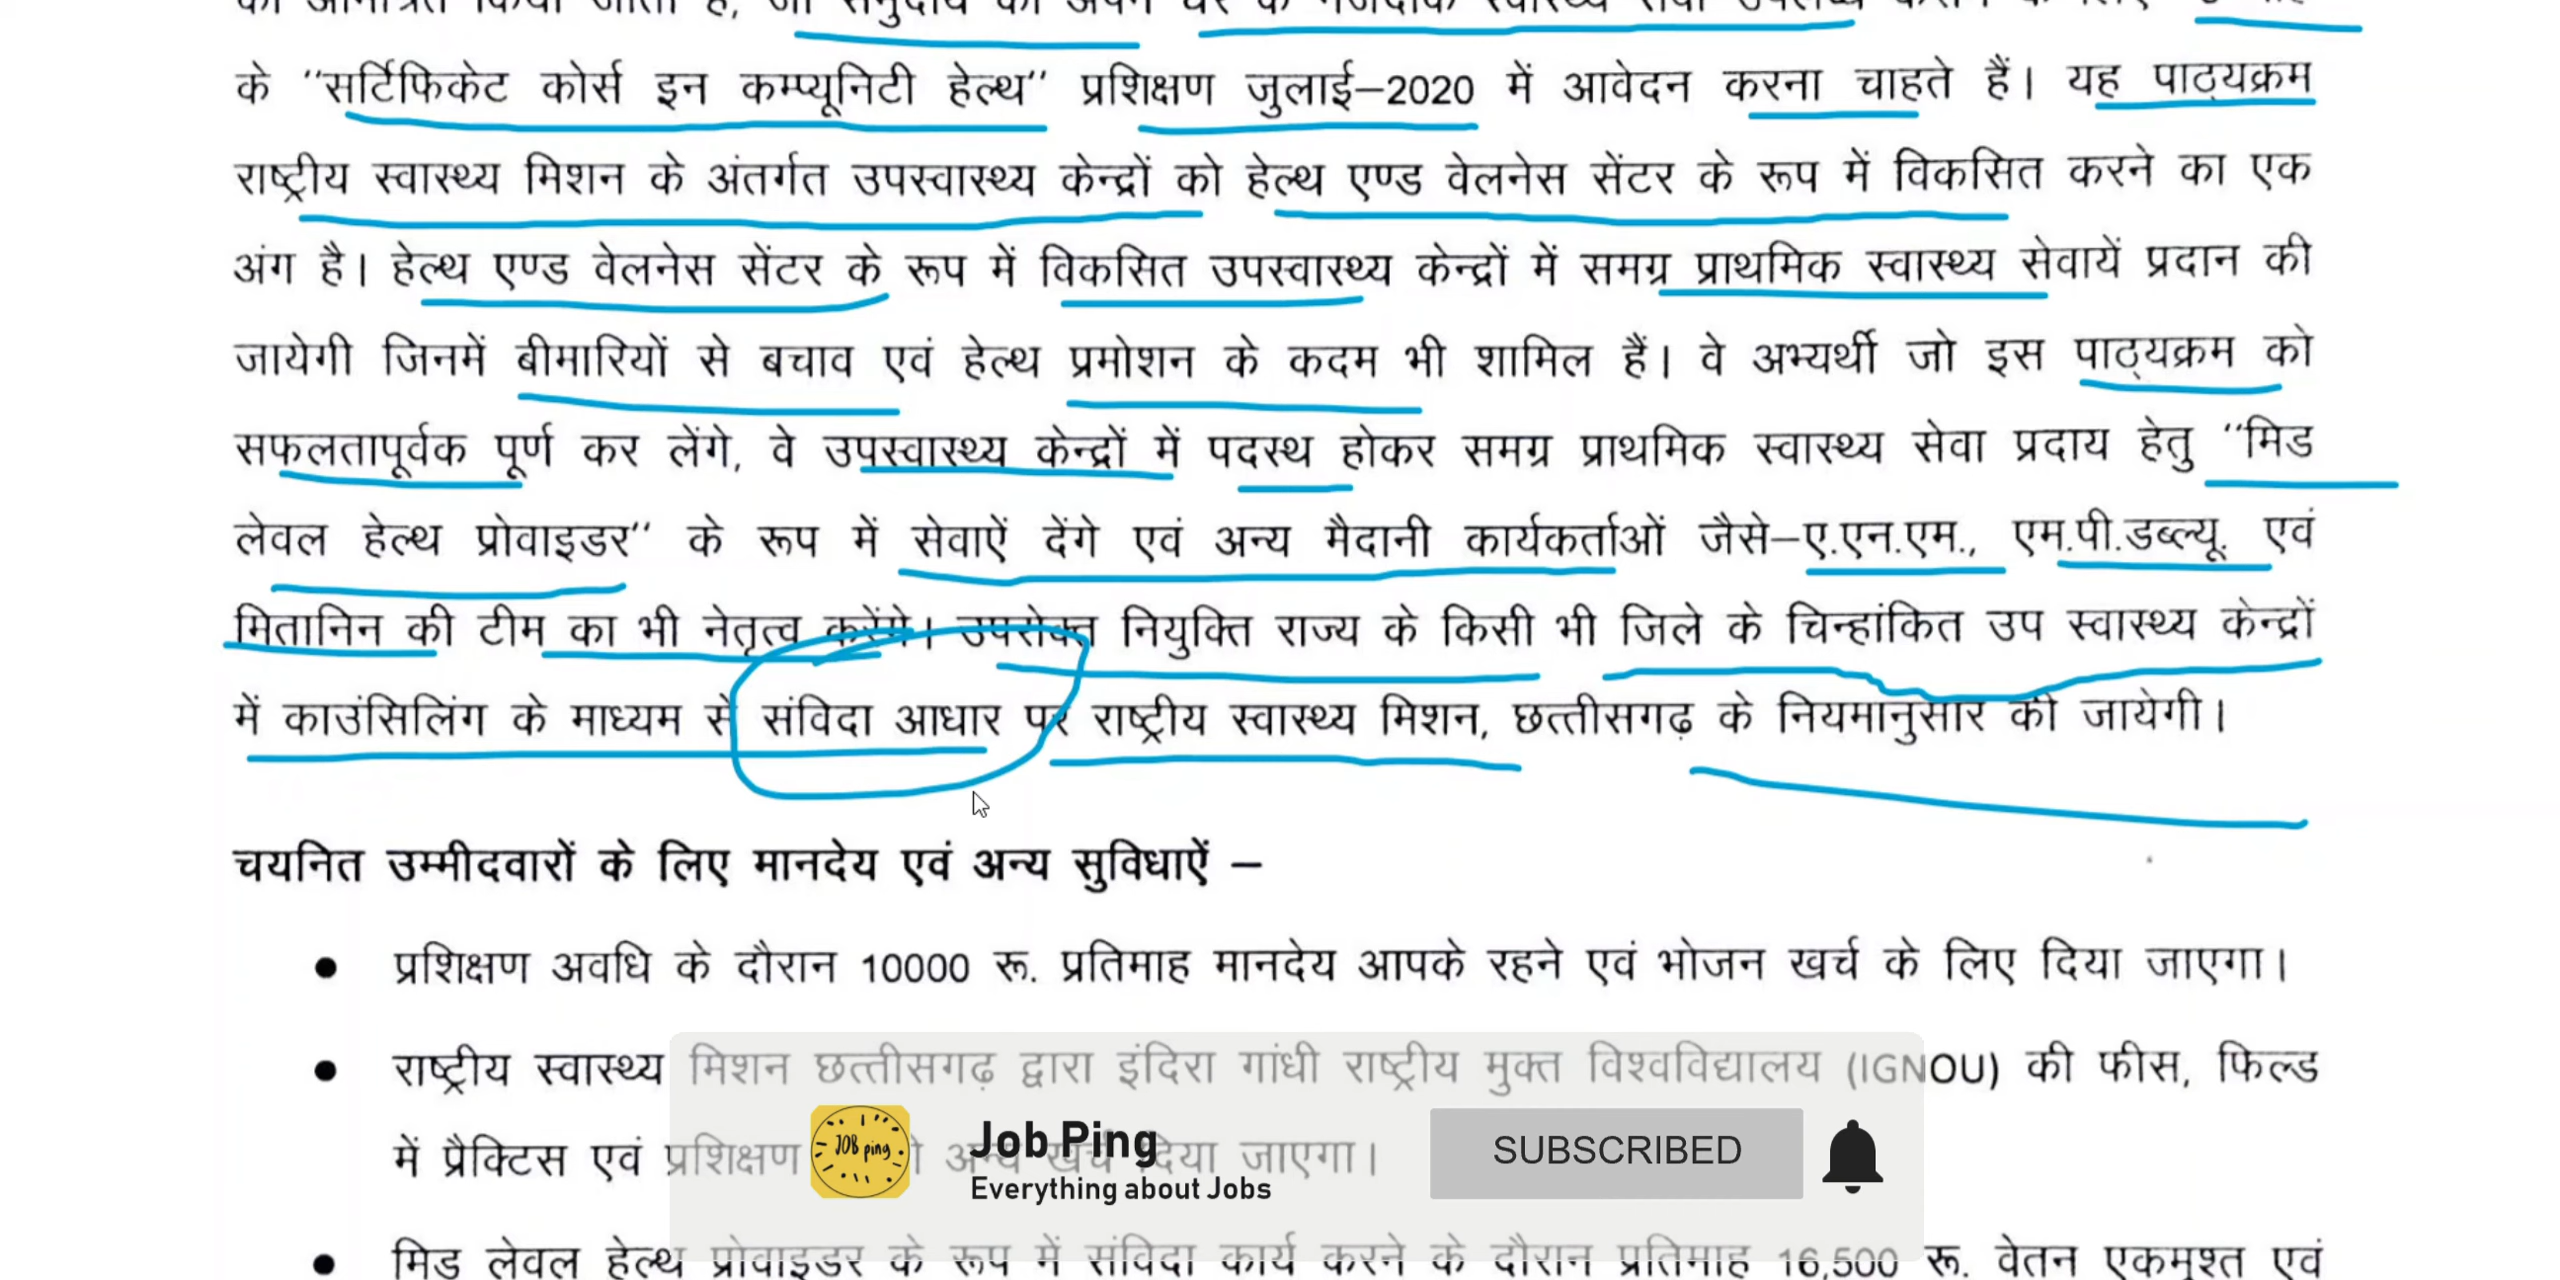 के "सर्टिफिकेट कोर्स इन कम्यूनिटी हेल्थ" प्रशिक्षण जुलाई–2020 में आवेदन करना चाहते हैं। यह पाठ्यक्रम
राष्ट्रीय स्वास्थ्य मिशन के अंतर्गत उपस्वास्थ्य केन्द्रों को हेल्थ एण्ड वेलनेस सेंटर के रूप में विकसित करने का एक
अंग है। हेल्थ एण्ड वेलनेस सेंटर के रूप में विकसित उपस्वास्थ्य केन्द्रों में समग्र प्राथमिक स्वास्थ्य सेवायें प्रदान की
जायेगी जिनमें बीमारियों से बचाव एवं हेल्थ प्रमोशन के कदम भी शामिल हैं। वे अभ्यर्थी जो इस पाठ्यक्रम को
सफलतापूर्वक पूर्ण कर लेंगे, वे उपस्वास्थ्य केन्द्रों में पदस्थ होकर समग्र प्राथमिक स्वास्थ्य सेवा प्रदाय हेतु "मिड
लेवल हेल्थ प्रोवाइडर" के रूप में सेवाऐं देंगे एवं अन्य मैदानी कार्यकर्ताओं जैसे–ए.एन.एम., एम.पी.डब्ल्यू. एवं
मितानिन की टीम का भी नेतृत्व करेंगे। उपरोक्त नियुक्ति राज्य के किसी भी जिले के चिन्हांकित उप स्वास्थ्य केन्द्रों
में काउंसिलिंग के माध्यम से संविदा आधार पर राष्ट्रीय स्वास्थ्य मिशन, छत्तीसगढ़ के नियमानुसार की जायेगी।
चयनित उम्मीदवारों के लिए मानदेय एवं अन्य सुविधाऐं –
● प्रशिक्षण अवधि के दौरान 10000 रू. प्रतिमाह मानदेय आपके रहने एवं भोजन खर्च के लिए दिया जाएगा।
● राष्ट्रीय स्वास्थ्य मिशन छत्तीसगढ़ द्वारा इंदिरा गांधी राष्ट्रीय मुक्त विश्वविद्यालय (IGNOU) की फीस, फिल्ड
में प्रैक्टिस एवं प्रशिक्षण अन्य खर्च दिया जाएगा।
JOB ping
Job Ping
Everything about Jobs
SUBSCRIBED
● मिड लेवल हेल्थ प्रोवाइडर के रूप में संविदा कार्य करने के दौरान प्रतिमाह 16,500 रू. वेतन एकमुश्त एवं